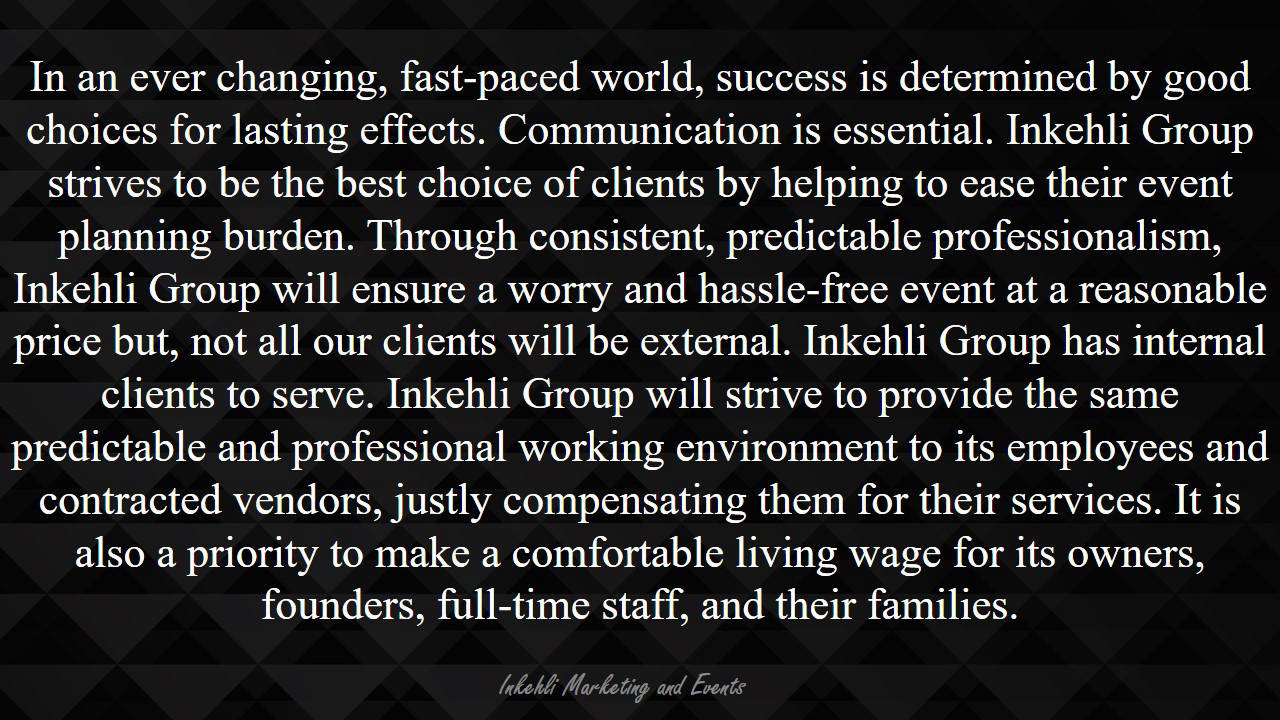 In an ever changing, fast-paced world, success is determined by good
choices for lasting effects. Communication is essential. Inkehli Group
strives to be the best choice of clients by helping to ease their event
planning burden. Through consistent, predictable professionalism,
Inkehli Group will ensure a worry and hassle-free event at a reasonable
price but, not all our clients will be external. Inkehli Group has internal
clients to serve. Inkehli Group will strive to provide the same
predictable and professional working environment to its employees and
contracted vendors, justly compensating them for their services. It is
also a priority to make a comfortable living wage for its owners,
founders, full-time staff, and their families.
Inkehli Marketing and Events